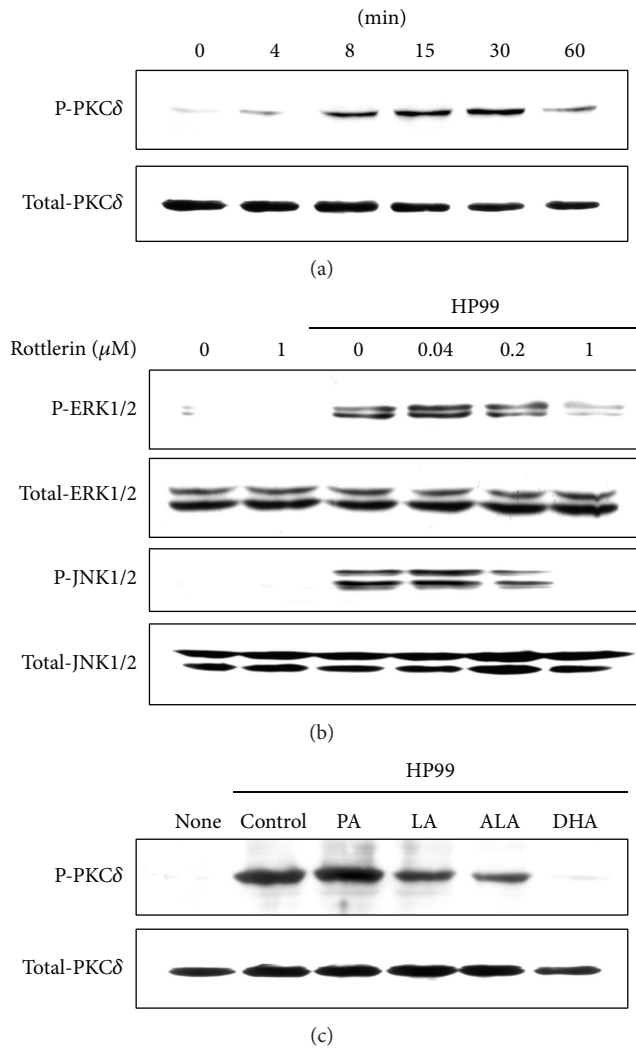 (min)
0 4 8 15 30 60
P-PKCδ
Total-PKCδ
(a)
HP99
Rottlerin (μM) 0 1 0 0.04 0.2 1
P-ERK1/2
Total-ERK1/2
P-JNK1/2
Total-JNK1/2
(b)
HP99
None Control PA LA ALA DHA
P-PKCδ
Total-PKCδ
(c)